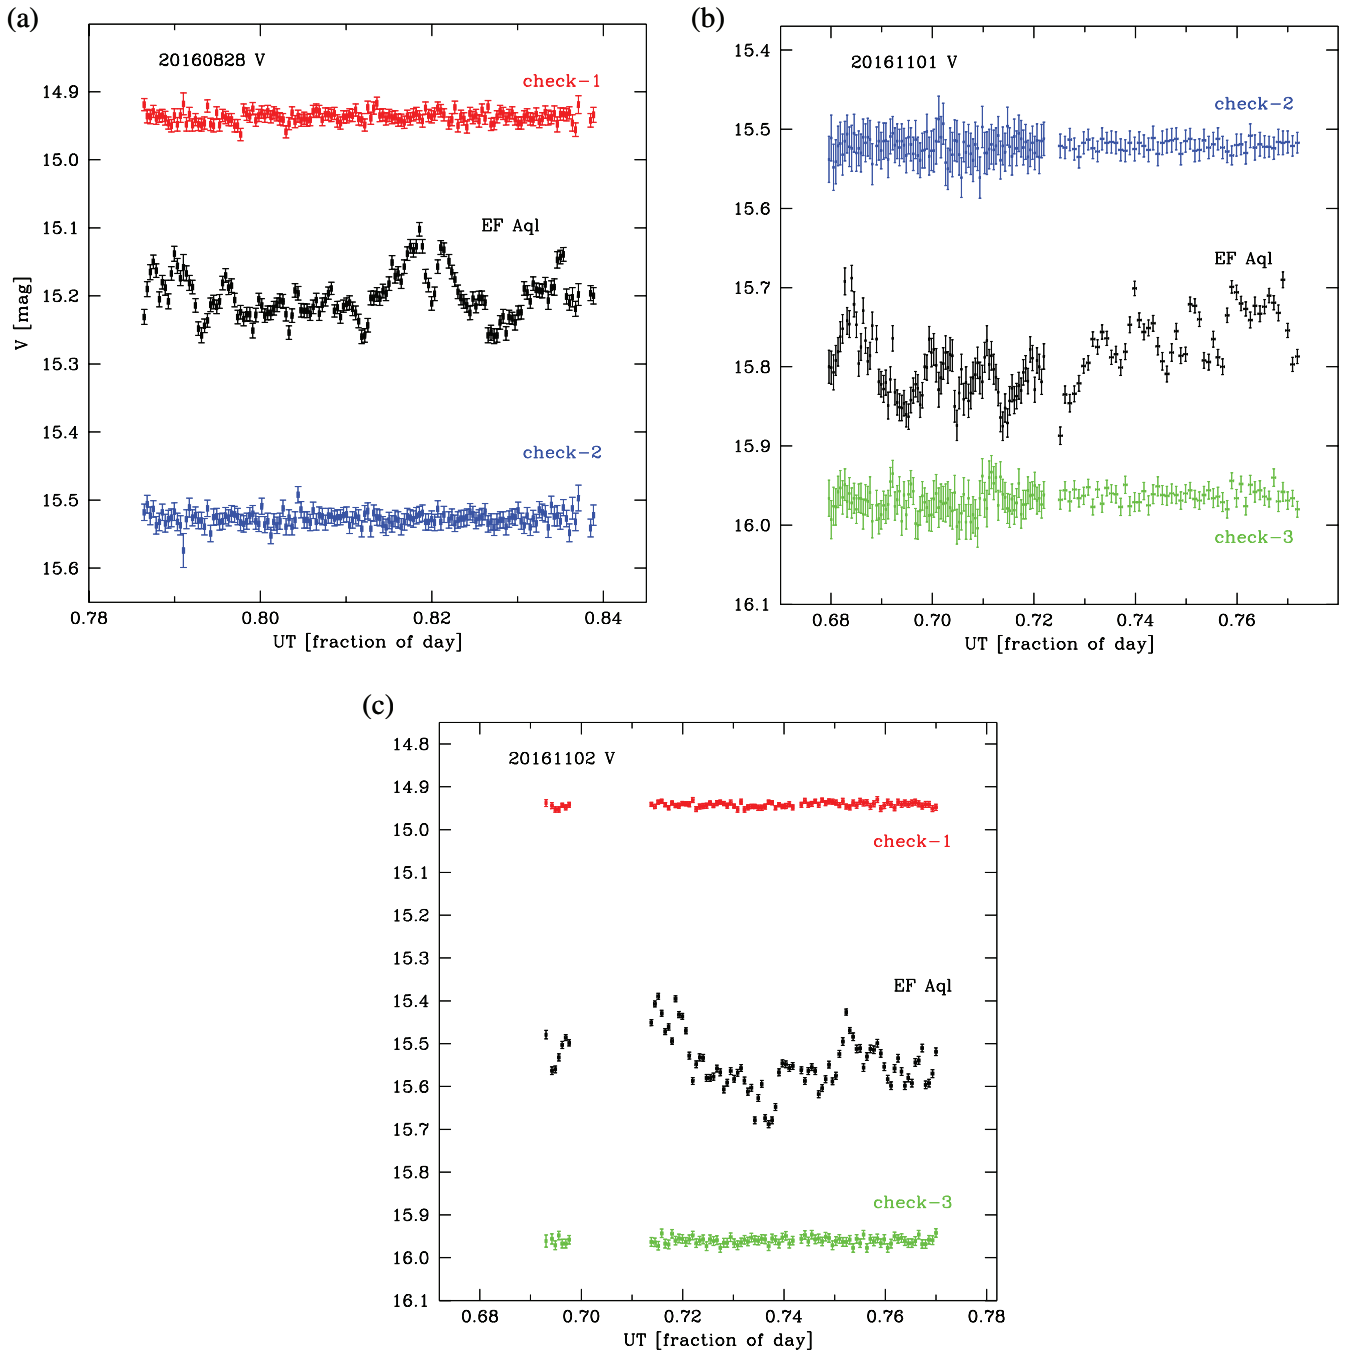 (a)
20160828 V
check-1
EF Aql
check-2
V [mag]
14.9
15.0
15.1
15.2
15.3
15.4
15.5
15.6
0.78
0.80
0.82
0.84
UT [fraction of day]
(b)
20161101 V
check-2
EF Aql
check-3
15.4
15.5
15.6
15.7
15.8
15.9
16.0
16.1
0.68
0.70
0.72
0.74
0.76
UT [fraction of day]
(c)
20161102 V
check-1
EF Aql
check-3
14.8
14.9
15.0
15.1
15.2
15.3
15.4
15.5
15.6
15.7
15.8
15.9
16.0
16.1
0.68
0.70
0.72
0.74
0.76
0.78
UT [fraction of day]